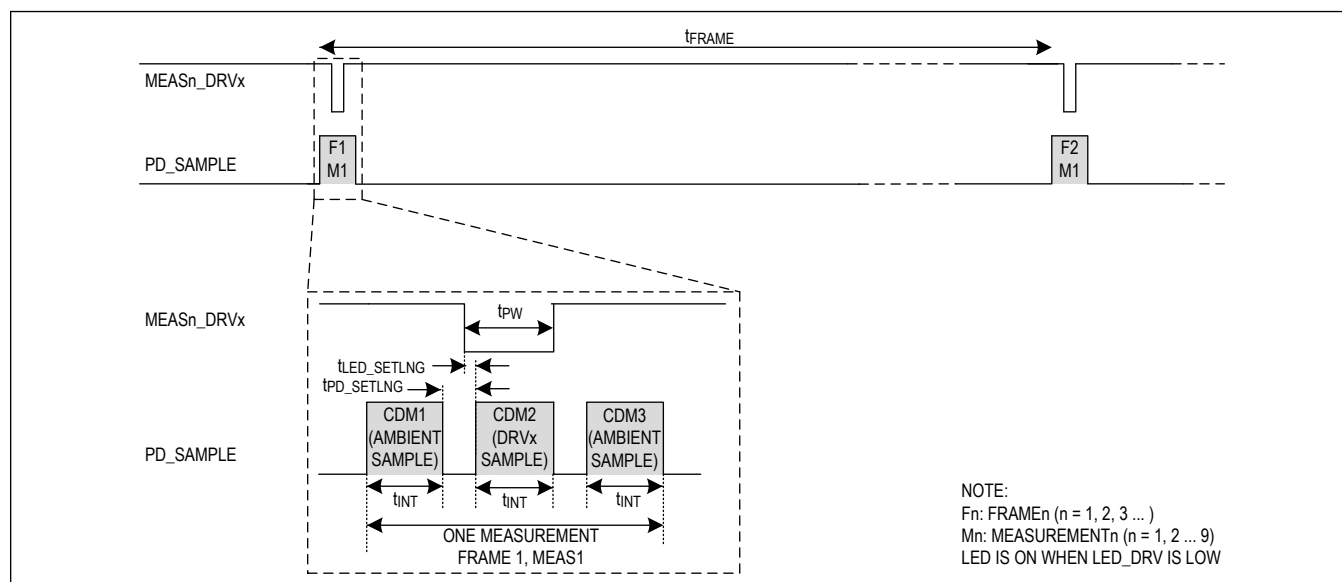 tFRAME
MEASn_DRVx
F1
M1
F2
M1
PD_SAMPLE
MEASn_DRVx
tPW
tLED_SETLNG
tPD_SETLNG
CDM1
(AMBIENT
SAMPLE)
CDM2
(DRVx
SAMPLE)
CDM3
(AMBIENT
SAMPLE)
PD_SAMPLE
tINT
tINT
tINT
ONE MEASUREMENT
FRAME 1, MEAS1
NOTE:
Fn: FRAMEn (n = 1, 2, 3 ... )
Mn: MEASUREMENTn (n = 1, 2 ... 9)
LED IS ON WHEN LED_DRV IS LOW